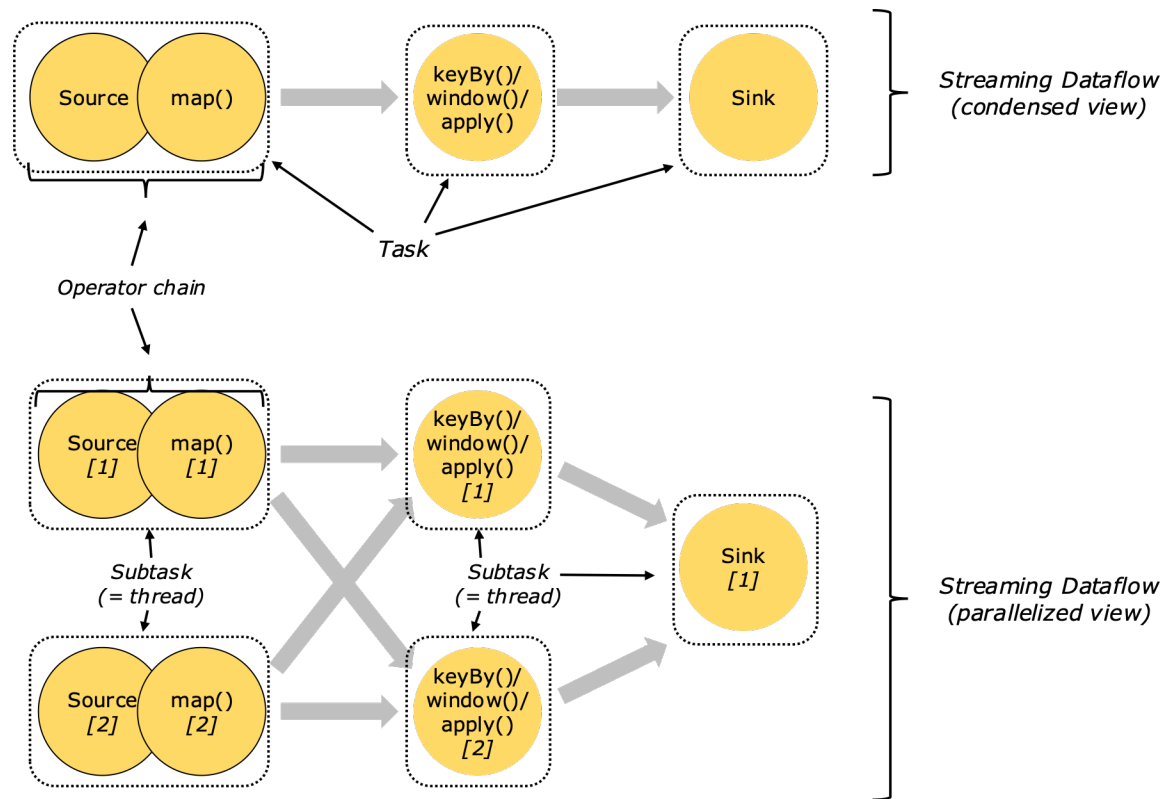 Source
map()
keyBy()/
window()/
apply()
Sink
Streaming Dataflow
(condensed view)
Task
Operator chain
Source
[1]
map()
[1]
keyBy()/
window()/
apply()
[1]
Sink
[1]
Subtask
(= thread)
Subtask
(= thread)
Streaming Dataflow
(parallelized view)
Source
[2]
map()
[2]
keyBy()/
window()/
apply()
[2]